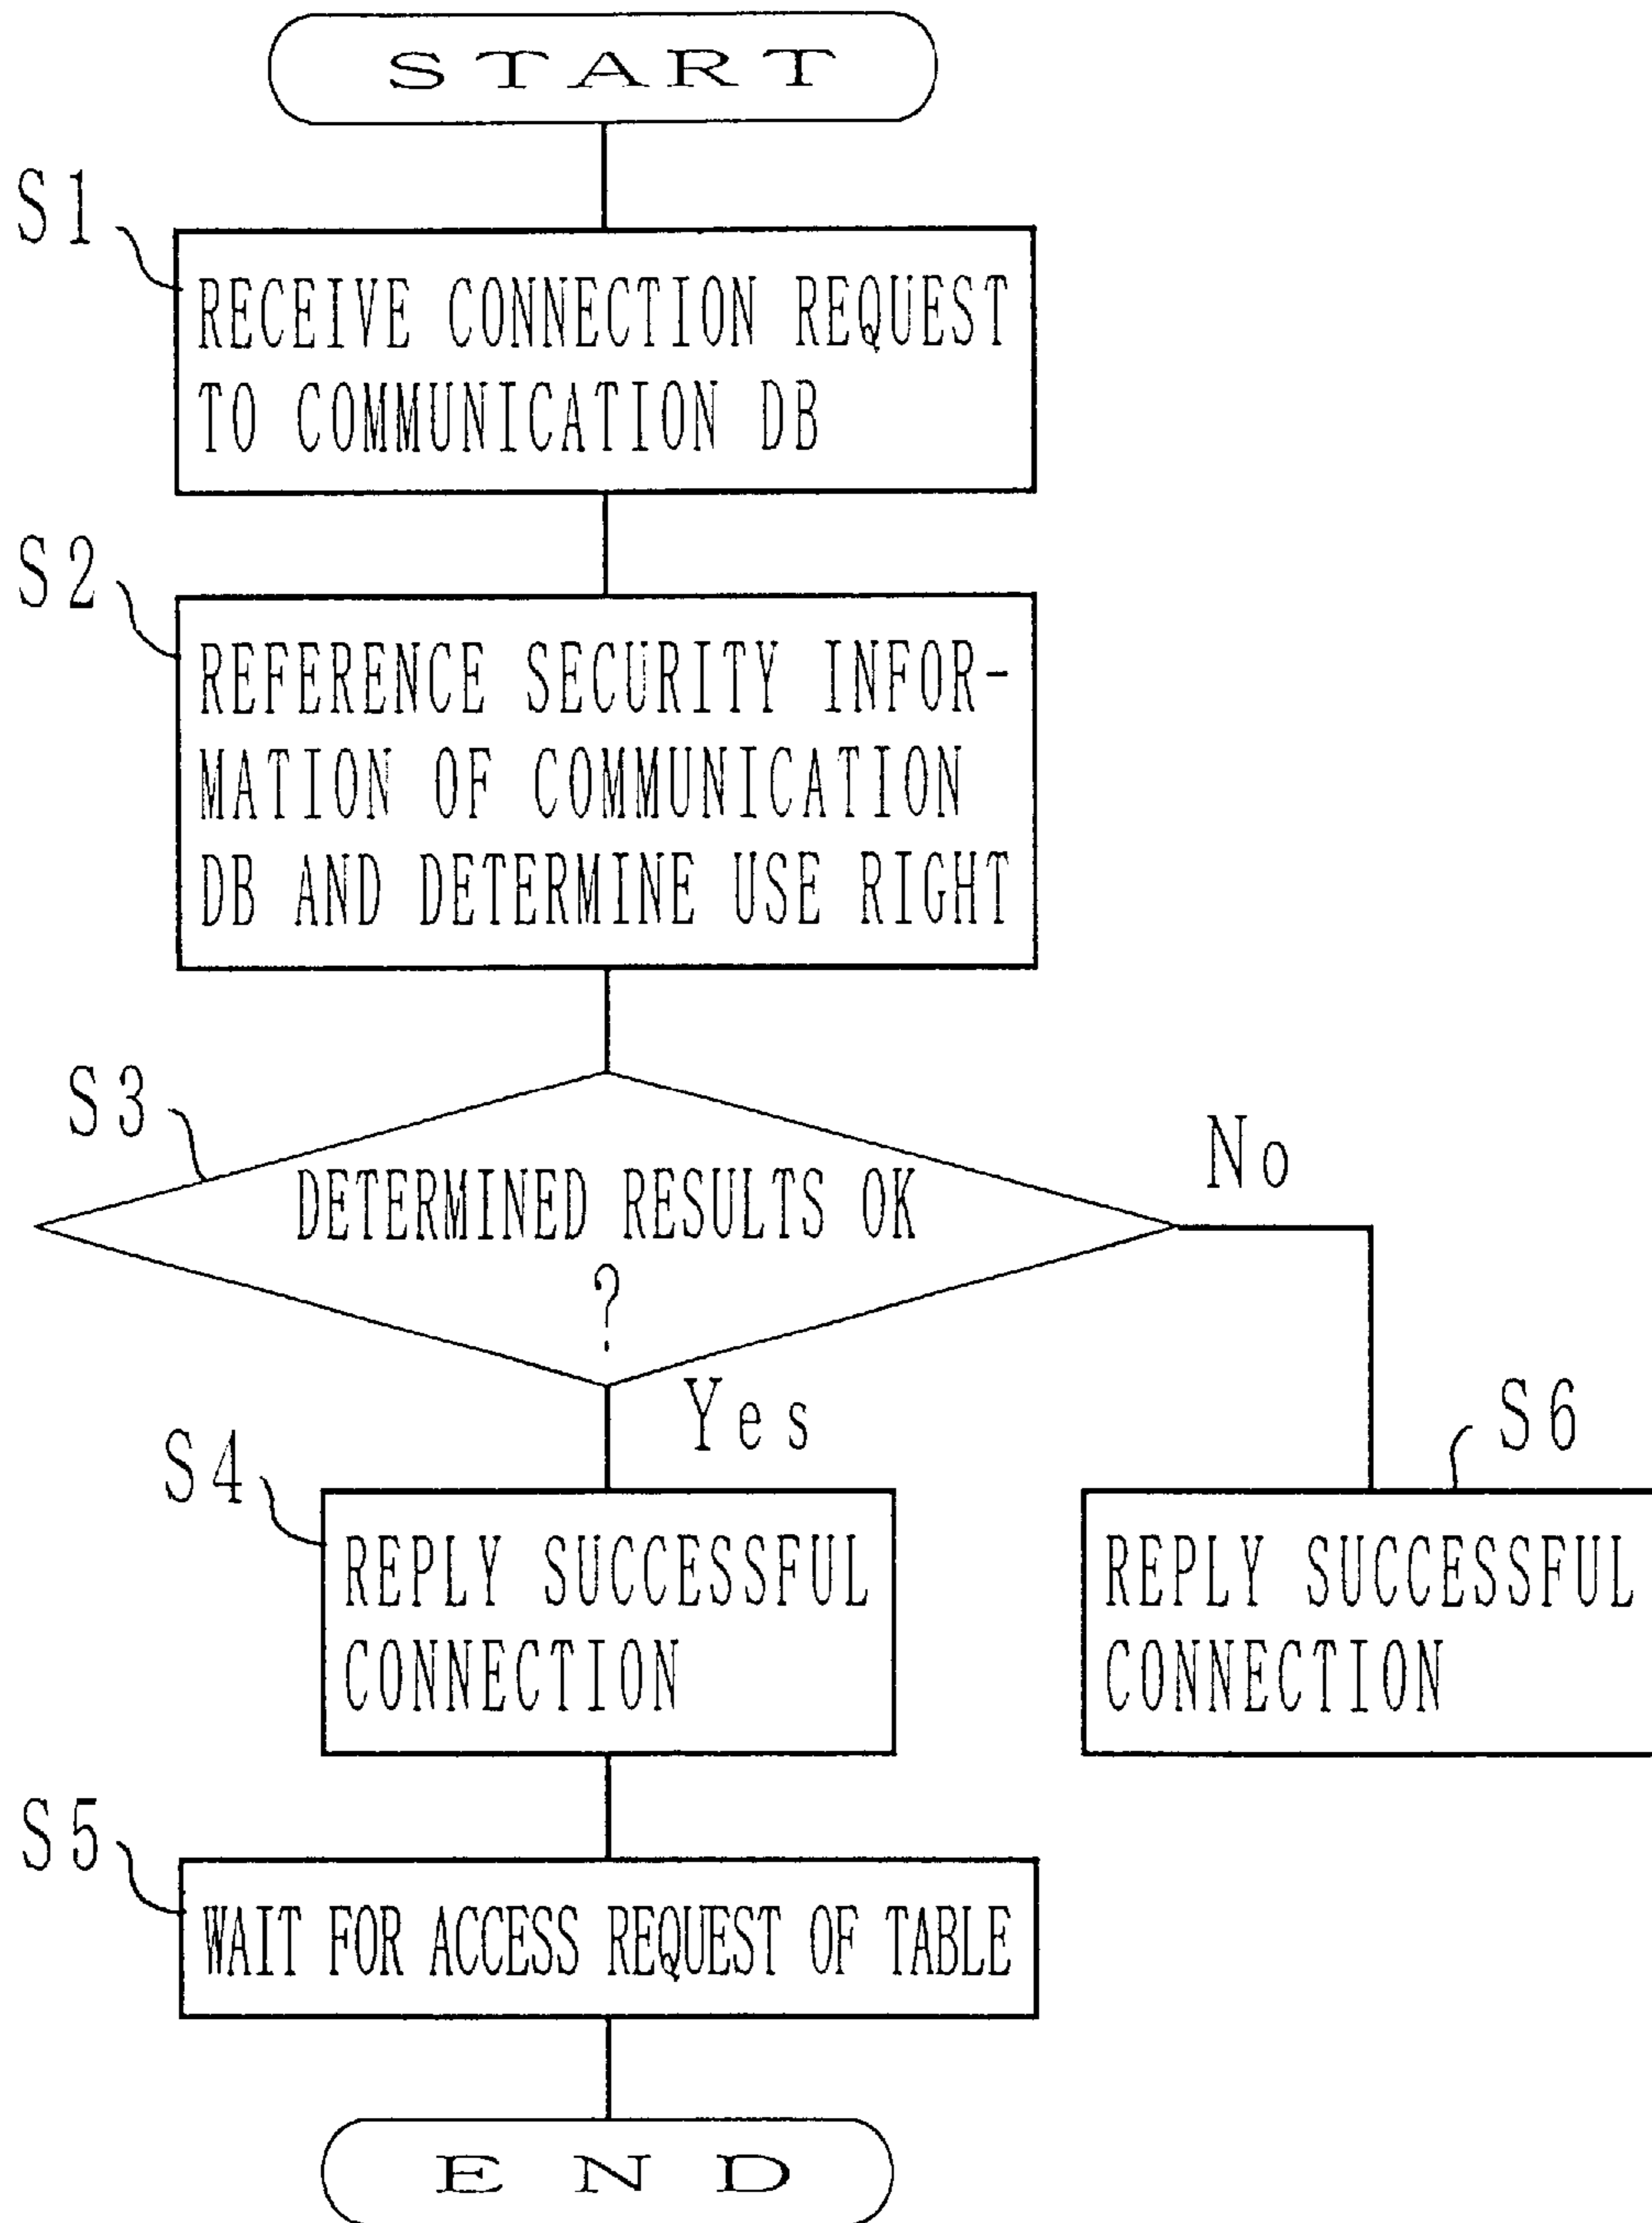 START
S1
RECEIVE CONNECTION REQUEST
TO COMMUNICATION DB
S2
REFERENCE SECURITY INFOR-
MATION OF COMMUNICATION
DB AND DETERMINE USE RIGHT
S3
DETERMINED RESULTS OK
?
No
Yes
S4
REPLY SUCCESSFUL
CONNECTION
S6
REPLY SUCCESSFUL
CONNECTION
S5
WAIT FOR ACCESS REQUEST OF TABLE
END